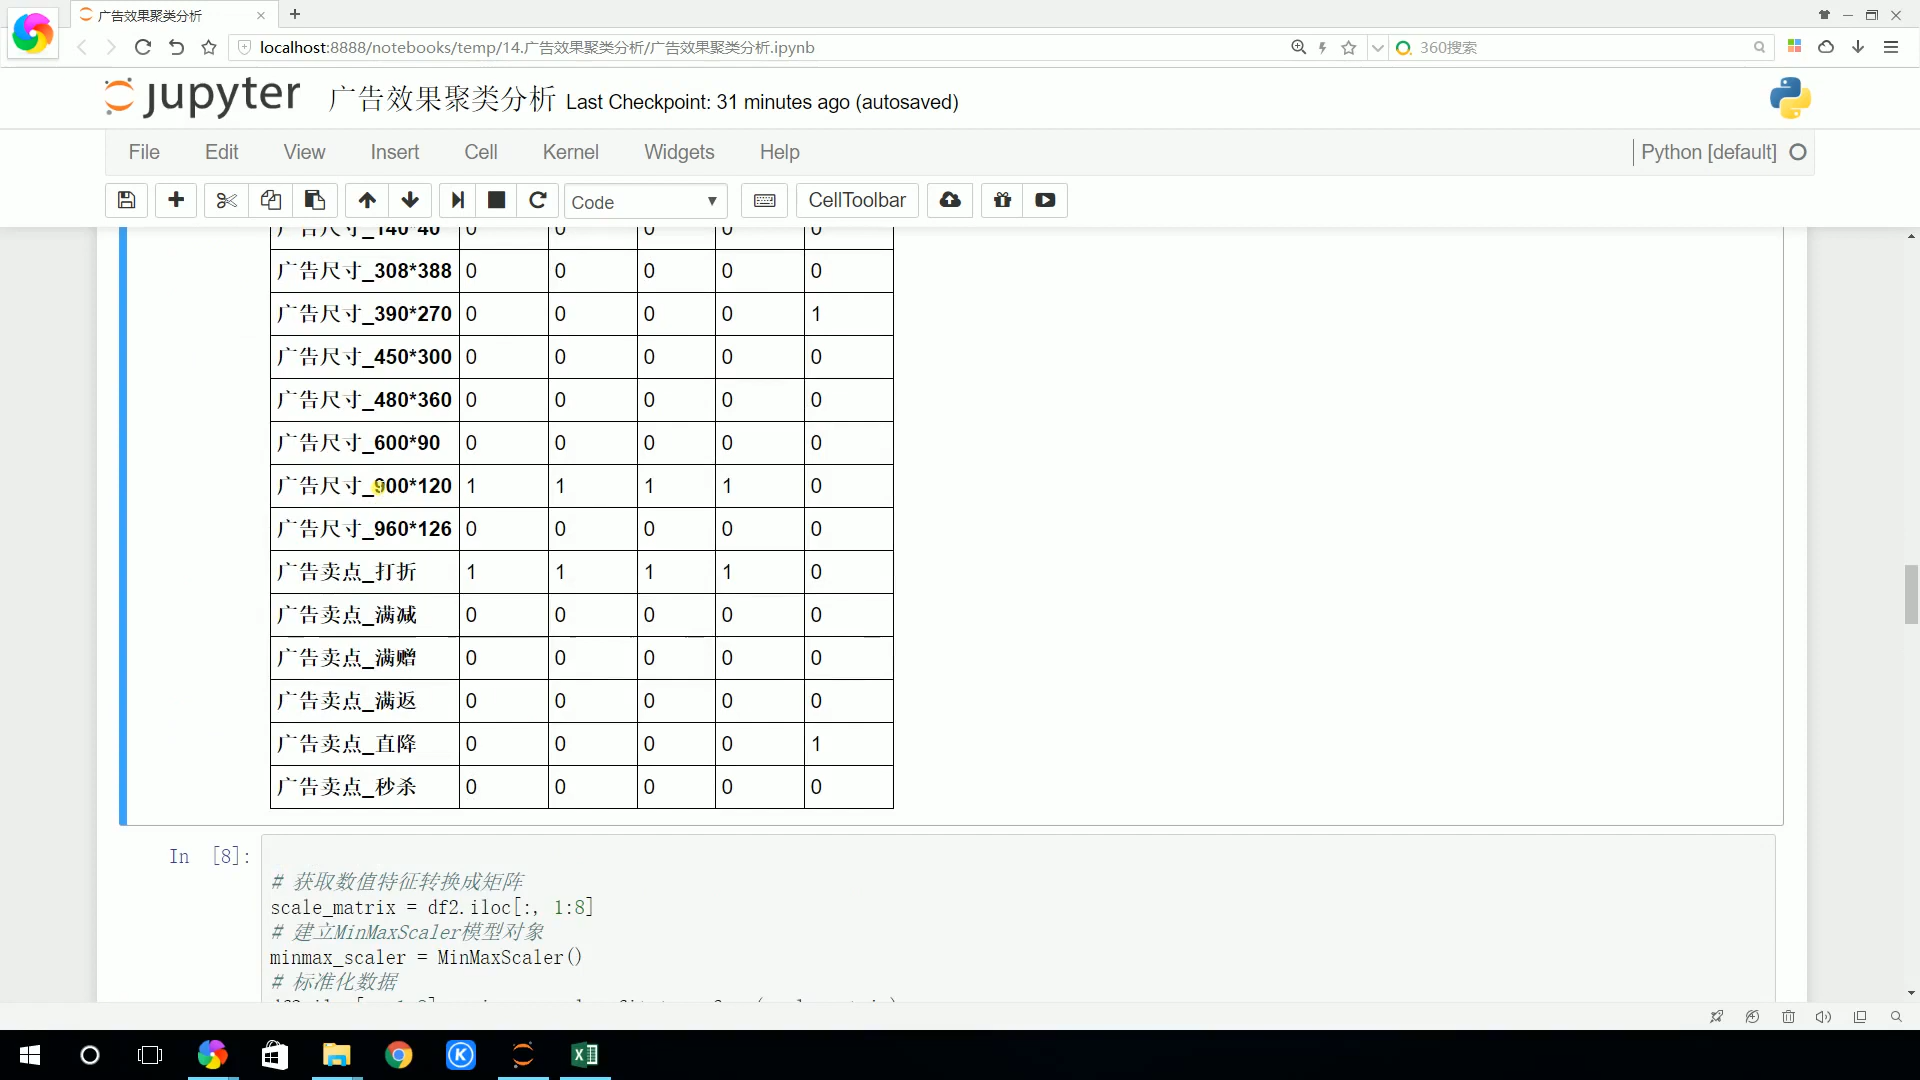 广告效果聚类分析
localhost:8888/notebooks/temp/14.广告效果聚类分析/广告效果聚类分析.ipynb
360搜索
jupyter 广告效果聚类分析 Last Checkpoint: 31 minutes ago (autosaved)
File Edit View Insert Cell Kernel Widgets Help Python [default]
Code CellToolbar
广告尺寸_140*40 0 0 0 0 0
广告尺寸_308*388 0 0 0 0 0
广告尺寸_390*270 0 0 0 0 1
广告尺寸_450*300 0 0 0 0 0
广告尺寸_480*360 0 0 0 0 0
广告尺寸_600*90 0 0 0 0 0
广告尺寸_900*120 1 1 1 1 0
广告尺寸_960*126 0 0 0 0 0
广告卖点_打折 1 1 1 1 0
广告卖点_满减 0 0 0 0 0
广告卖点_满赠 0 0 0 0 0
广告卖点_满返 0 0 0 0 0
广告卖点_直降 0 0 0 0 1
广告卖点_秒杀 0 0 0 0 0
In [8]:
# 获取数值特征转换成矩阵
scale_matrix = df2.iloc[:, 1:8]
# 建立MinMaxScaler模型对象
minmax_scaler = MinMaxScaler()
# 标准化数据